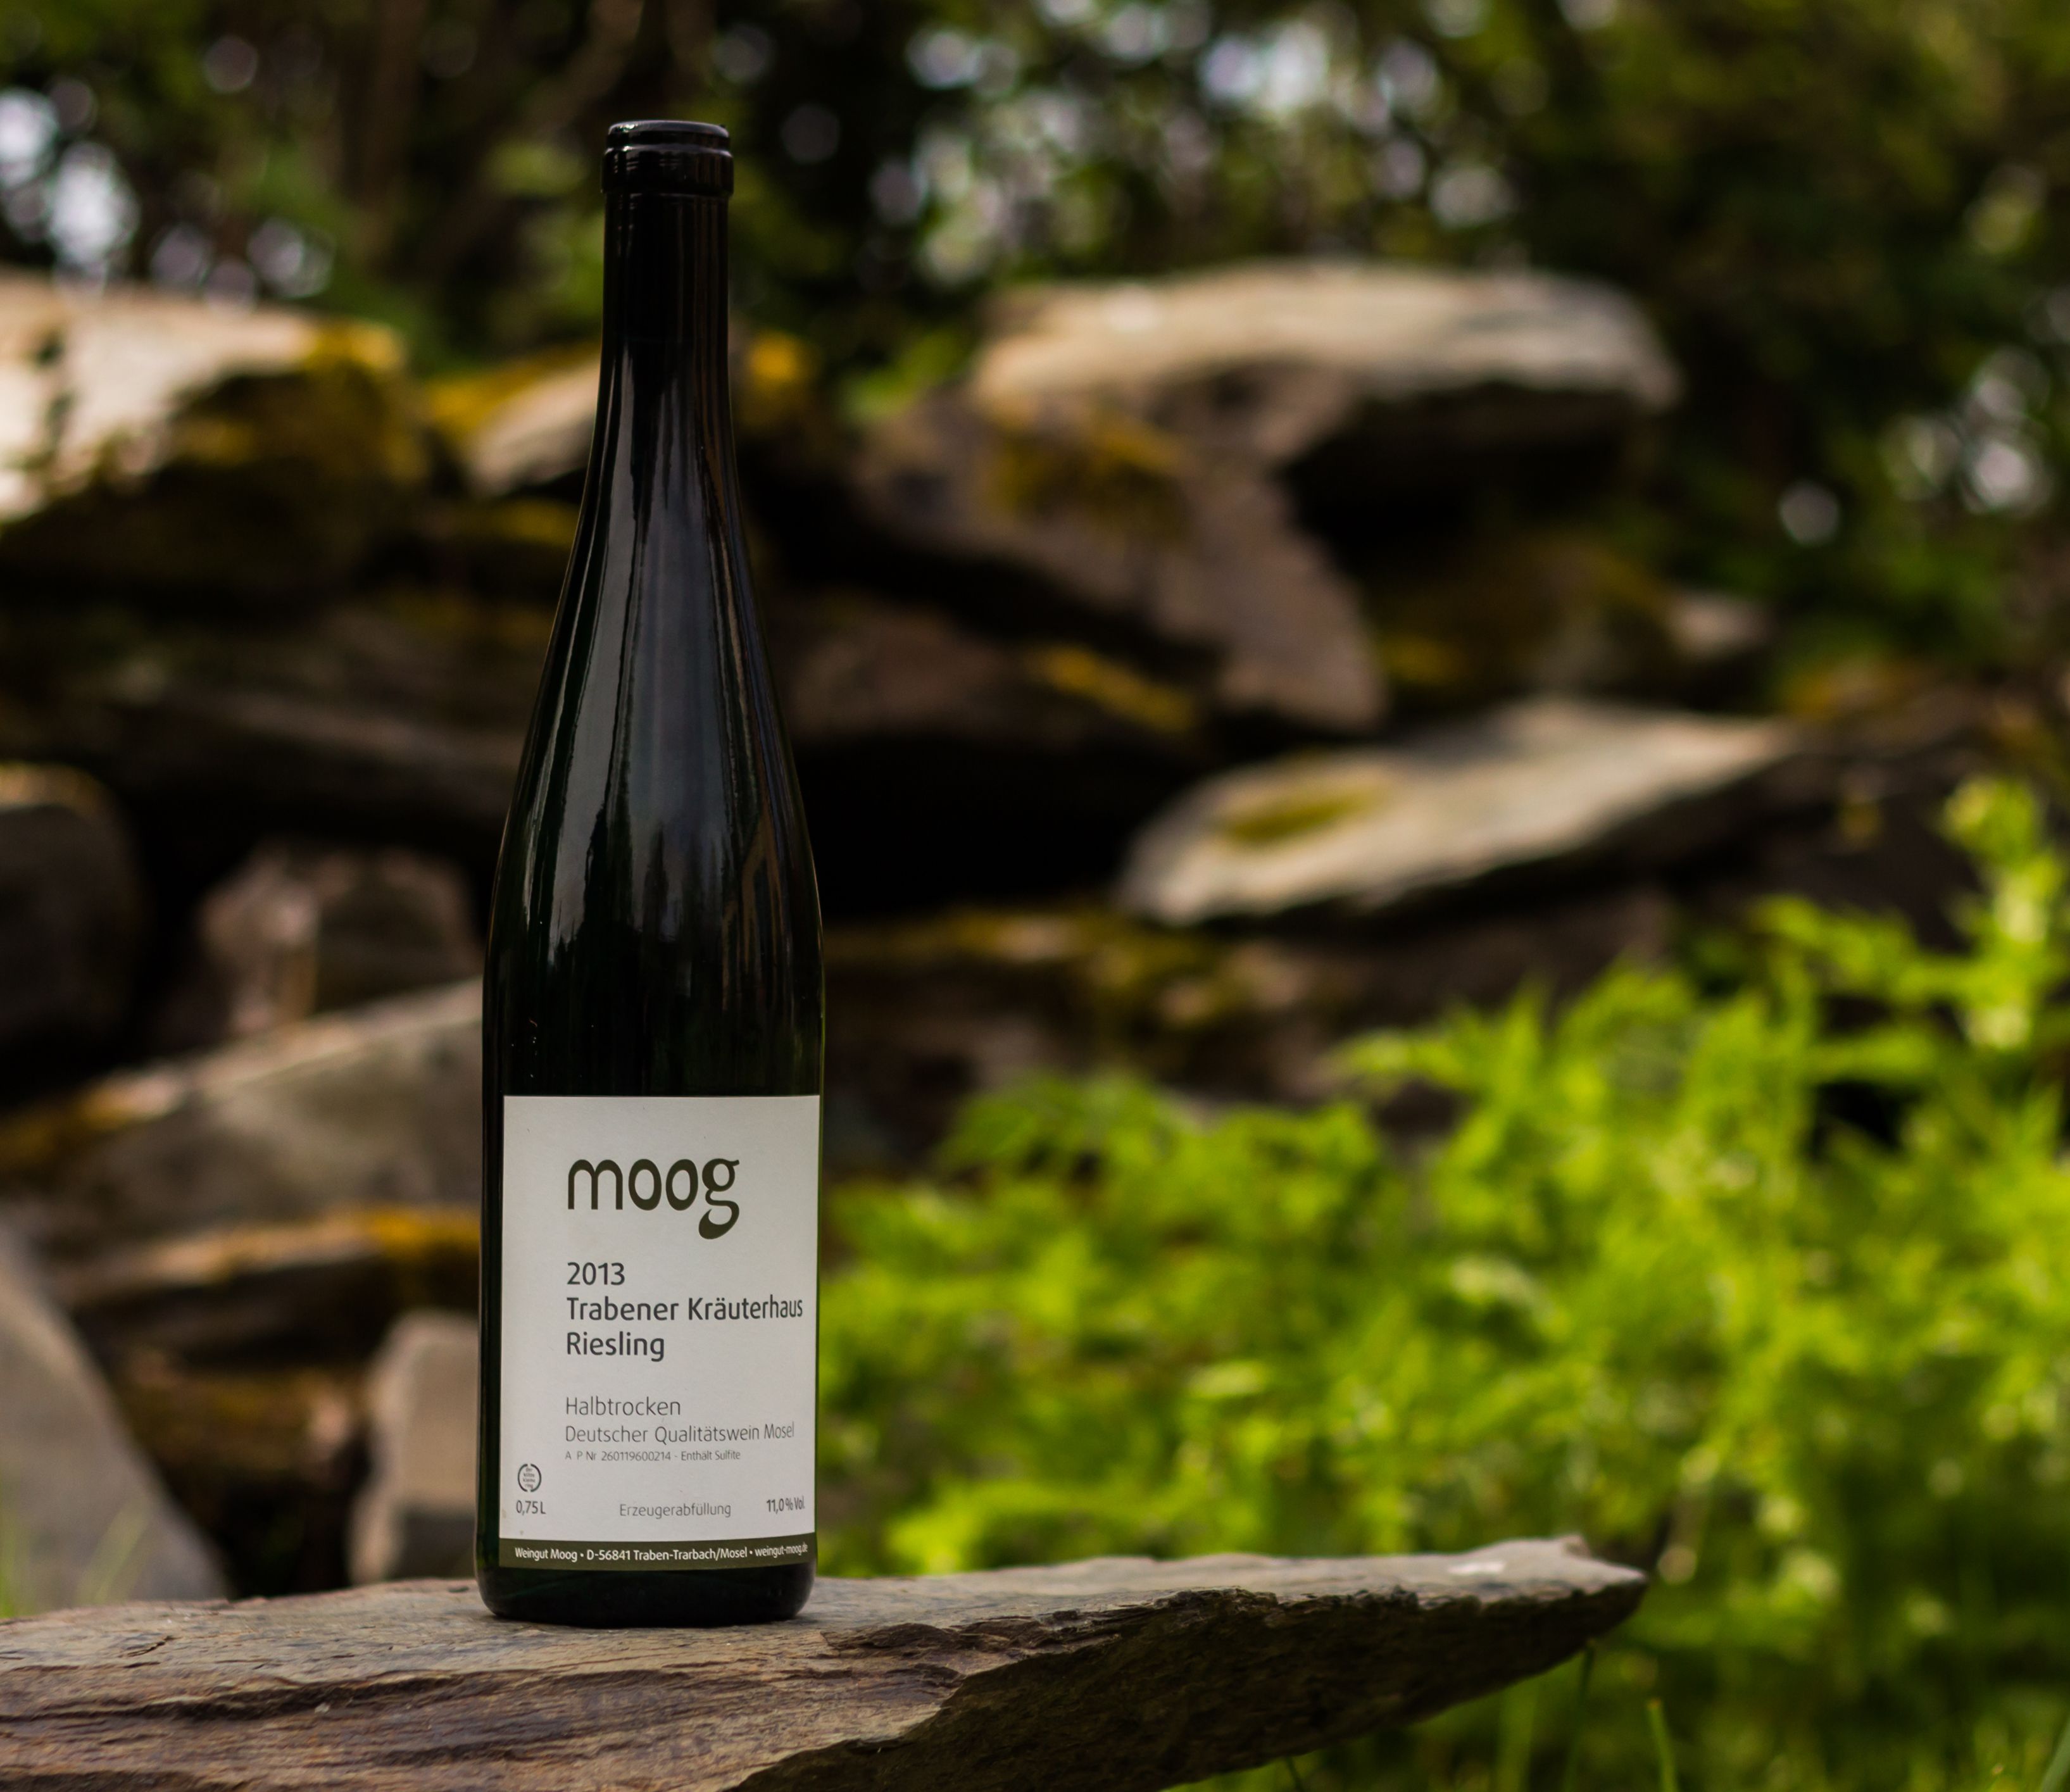 moog
2013
Trabener Kräuterhaus
Riesling
Halbtrocken
Deutscher Qualitätswein Mosel
A P Nr. 260119600214 - Enthält Sulfite
0,75 L
Erzeugerabfüllung
11,0 % Vol.
Weingut Moog • D-56841 Traben-Trarbach/Mosel • weingut-moog.de